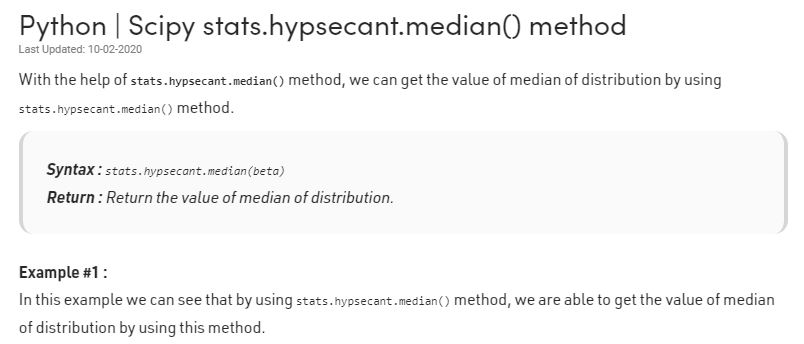 Python | Scipy stats.hypsecant.median() method
Last Updated: 10-02-2020
With the help of stats.hypsecant.median() method, we can get the value of median of distribution by using
stats.hypsecant.median() method.
Syntax : stats.hypsecant.median(beta)
Return : Return the value of median of distribution.
Example #1 :
In this example we can see that by using stats.hypsecant.median() method, we are able to get the value of median
of distribution by using this method.